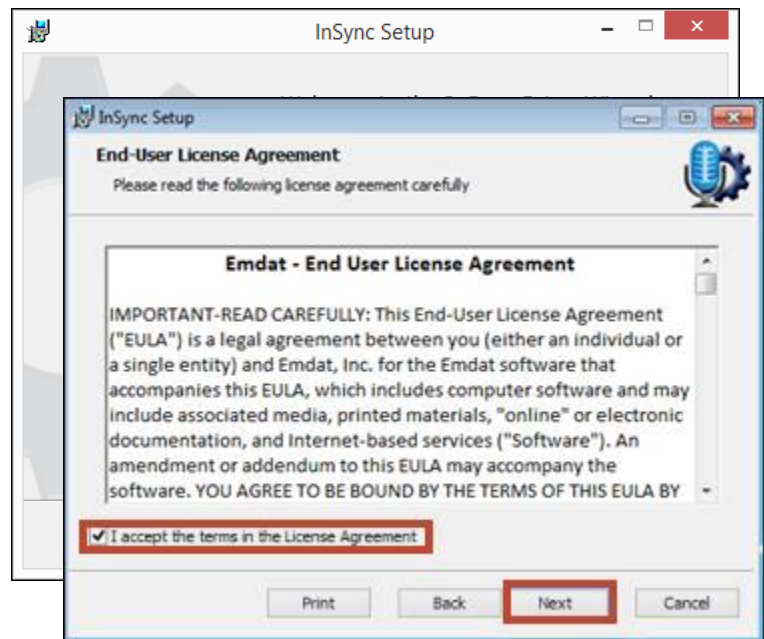 InSync Setup
InSync Setup
End-User License Agreement
Please read the following license agreement carefully
Emdat - End User License Agreement
IMPORTANT-READ CAREFULLY: This End-User License Agreement
("EULA") is a legal agreement between you (either an individual or
a single entity) and Emdat, Inc. for the Emdat software that
accompanies this EULA, which includes computer software and may
include associated media, printed materials, "online" or electronic
documentation, and Internet-based services ("Software"). An
amendment or addendum to this EULA may accompany the
software. YOU AGREE TO BE BOUND BY THE TERMS OF THIS EULA BY
I accept the terms in the License Agreement
Print Back Next Cancel